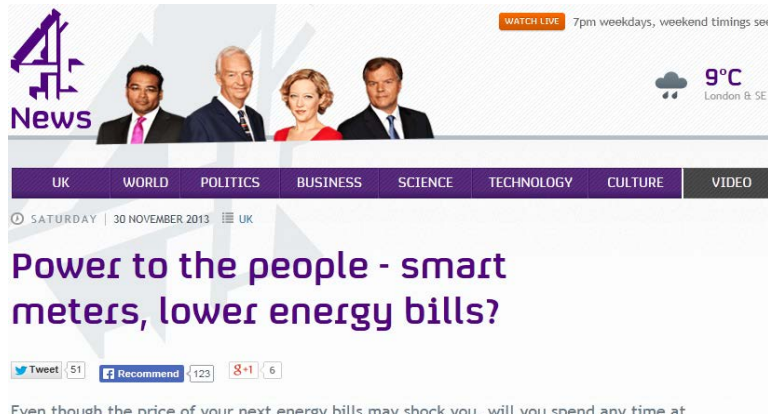 WATCH LIVE 7pm weekdays, weekend timings see
4
News
9°C
London & SE
UK WORLD POLITICS BUSINESS SCIENCE TECHNOLOGY CULTURE VIDEO
SATURDAY | 30 NOVEMBER 2013 UK
Power to the people - smart
meters, lower energy bills?
Tweet 51 Recommend 123 g+1 6
Even though the price of your next energy bills may shock you, will you spend any time at